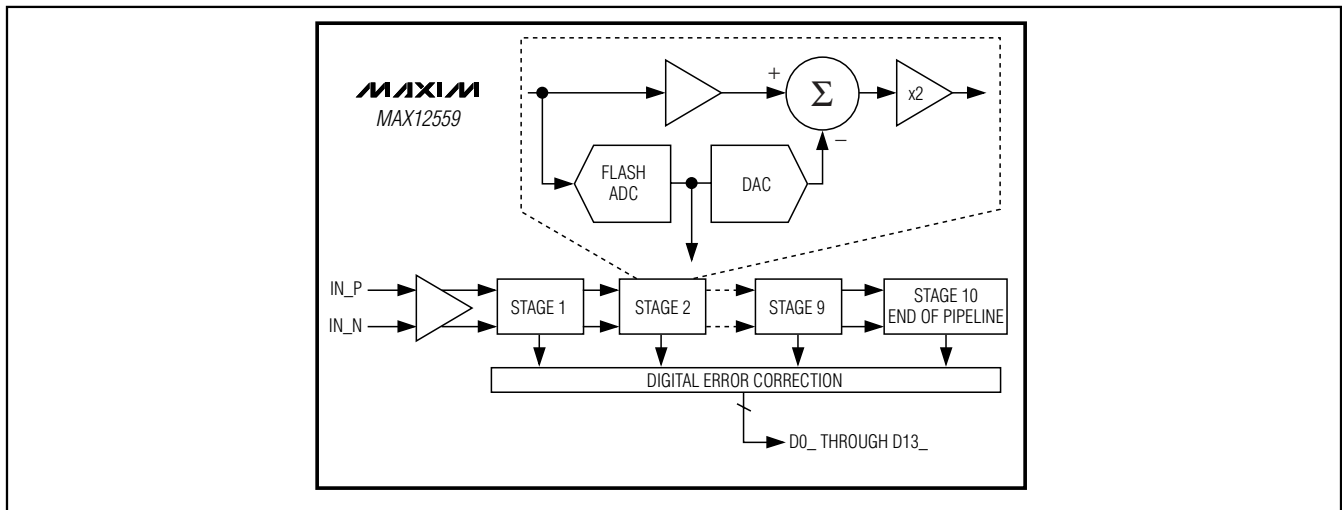 MAXIM
MAX12559
+
Σ
x2
−
FLASH
ADC
DAC
IN_P
IN_N
STAGE 1
STAGE 2
STAGE 9
STAGE 10
END OF PIPELINE
DIGITAL ERROR CORRECTION
D0_ THROUGH D13_